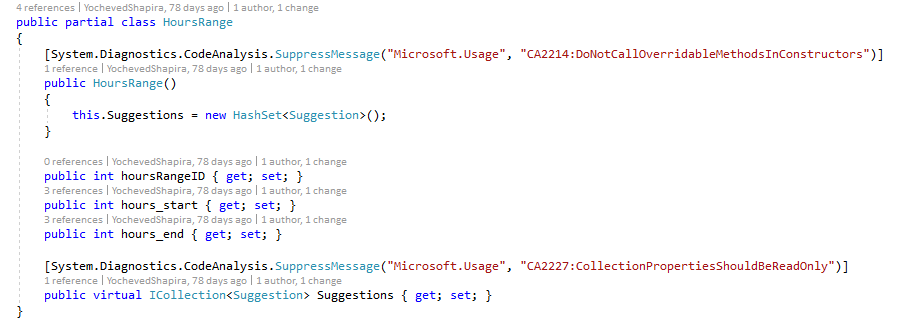 4 references | YochevedShapira, 78 days ago | 1 author, 1 change
public partial class HoursRange
{
[System.Diagnostics.CodeAnalysis.SuppressMessage("Microsoft.Usage", "CA2214:DoNotCallOverridableMethodsInConstructors")]
1 reference | YochevedShapira, 78 days ago | 1 author, 1 change
public HoursRange()
{
this.Suggestions = new HashSet<Suggestion>();
}
0 references | YochevedShapira, 78 days ago | 1 author, 1 change
public int hoursRangeID { get; set; }
3 references | YochevedShapira, 78 days ago | 1 author, 1 change
public int hours_start { get; set; }
3 references | YochevedShapira, 78 days ago | 1 author, 1 change
public int hours_end { get; set; }
[System.Diagnostics.CodeAnalysis.SuppressMessage("Microsoft.Usage", "CA2227:CollectionPropertiesShouldBeReadOnly")]
1 reference | YochevedShapira, 78 days ago | 1 author, 1 change
public virtual ICollection<Suggestion> Suggestions { get; set; }
}